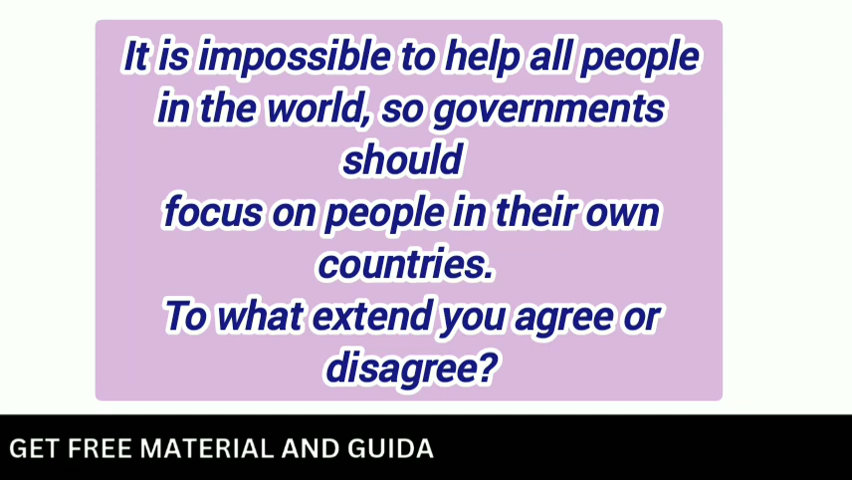 It is impossible to help all people
in the world, so governments
should
focus on people in their own
countries.
To what extend you agree or
disagree?
GET FREE MATERIAL AND GUIDA